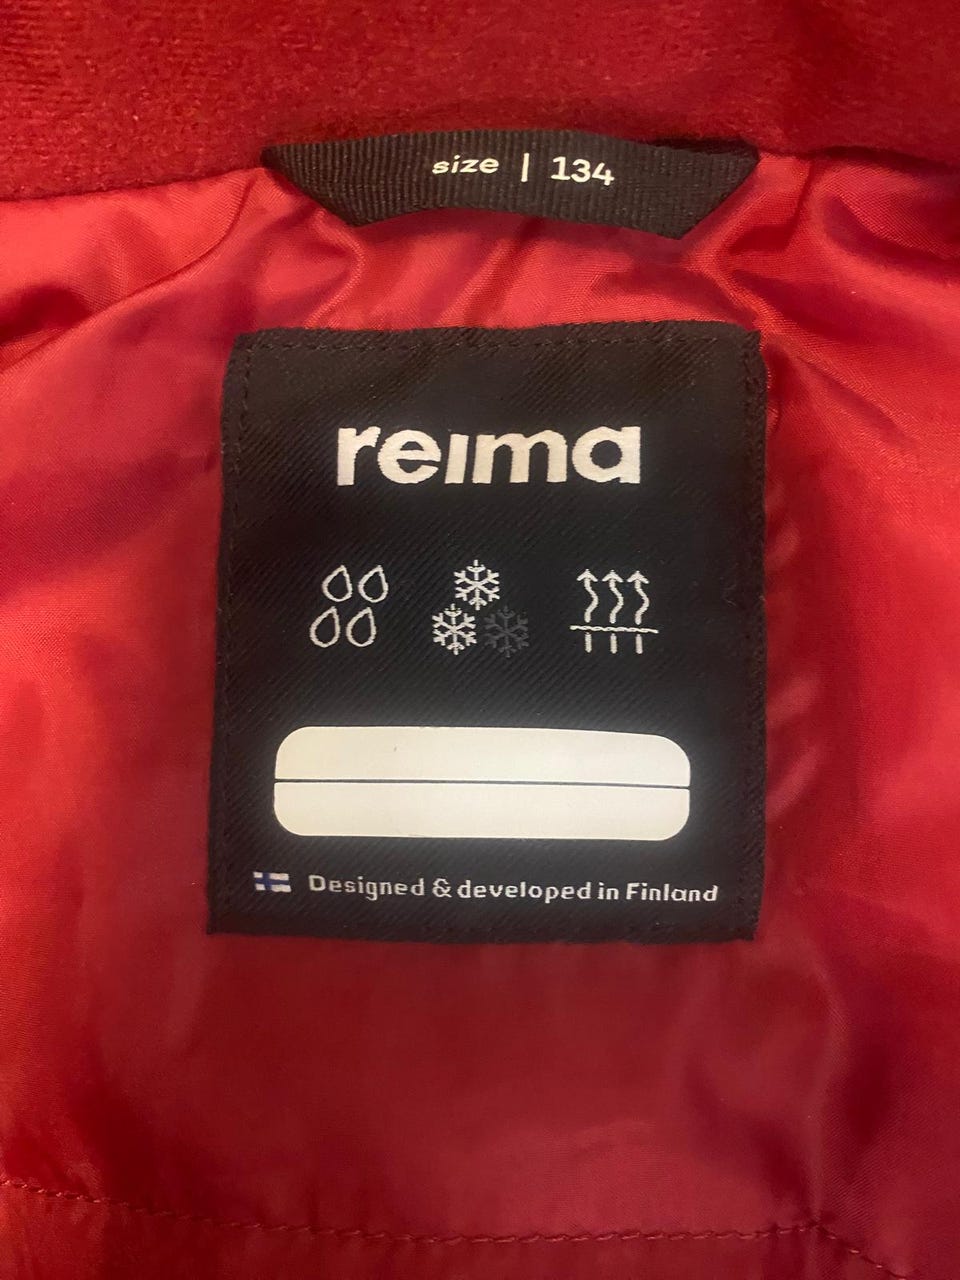 size | 134
reima
Designed & developed in Finland